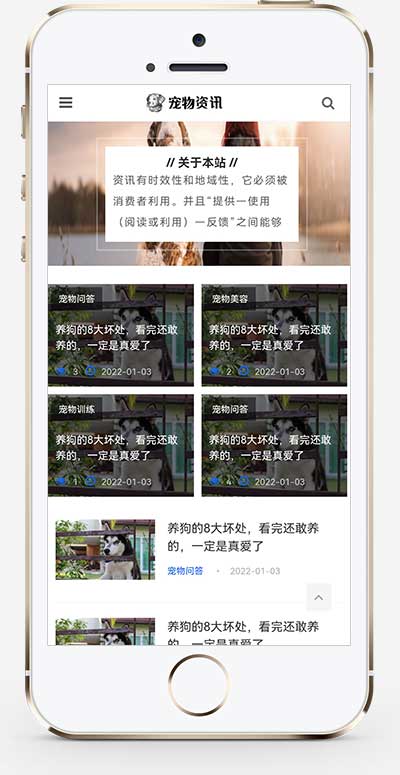 宠物资讯
// 关于本站 //
资讯有时效性和地域性，它必须被
消费者利用。并且“提供一使用
（阅读或利用）一反馈”之间能够
宠物问答
养狗的8大坏处，看完还敢
养的，一定是真爱了
3 2022-01-03
宠物美容
养狗的8大坏处，看完还敢
养的，一定是真爱了
2 2022-01-03
宠物训练
养狗的8大坏处，看完还敢
养的，一定是真爱了
1 2022-01-03
宠物问答
养狗的8大坏处，看完还敢
养的，一定是真爱了
4 2022-01-03
养狗的8大坏处，看完还敢养
的，一定是真爱了
宠物问答 • 2022-01-03
养狗的8大坏处，看完还敢养
的，一定是真爱了